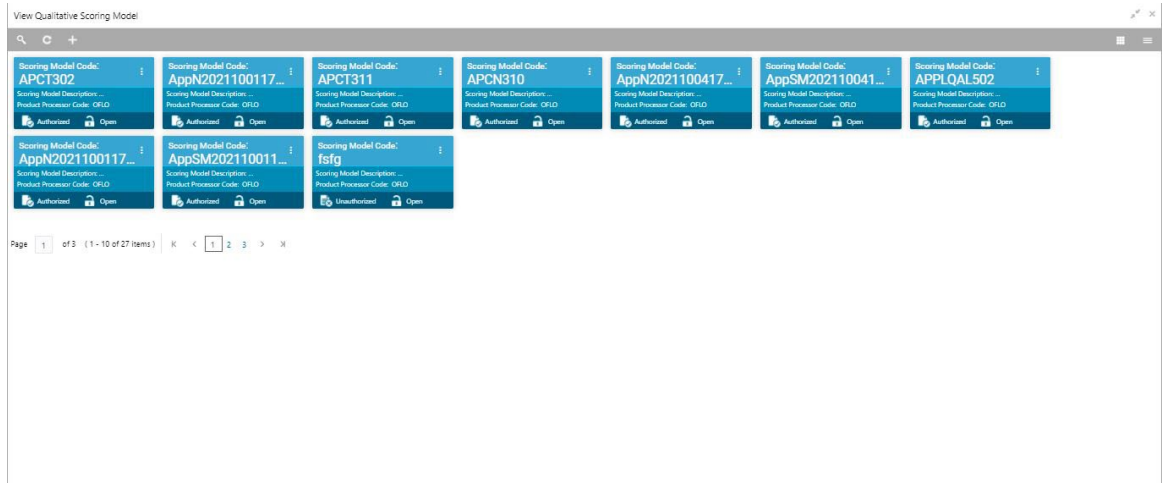 View Qualitative Scoring Model
Scoring Model Code: Scoring Model Code: Scoring Model Code: Scoring Model Code: Scoring Model Code: Scoring Model Code: Scoring Model Code:
APCT302 AppN2021100117... APCT311 APCN310 AppN2021100417... AppSM202110041... APPLQAL502
Scoring Model Description: ... Scoring Model Description: ... Scoring Model Description: ... Scoring Model Description: ... Scoring Model Description: ... Scoring Model Description: ... Scoring Model Description: ...
Product Processor Code: OFLO Product Processor Code: OFLO Product Processor Code: OFLO Product Processor Code: OFLO Product Processor Code: OFLO Product Processor Code: OFLO Product Processor Code: OFLO
Authorized Open Authorized Open Authorized Open Authorized Open Authorized Open Authorized Open Authorized Open
Scoring Model Code: Scoring Model Code: Scoring Model Code:
AppN2021100117... AppSM202110011... fsfg
Scoring Model Description: ... Scoring Model Description: ... Scoring Model Description: ...
Product Processor Code: OFLO Product Processor Code: OFLO Product Processor Code: OFLO
Authorized Open Authorized Open Unauthorized Open
Page 1 of 3 (1 - 10 of 27 items) 1 2 3